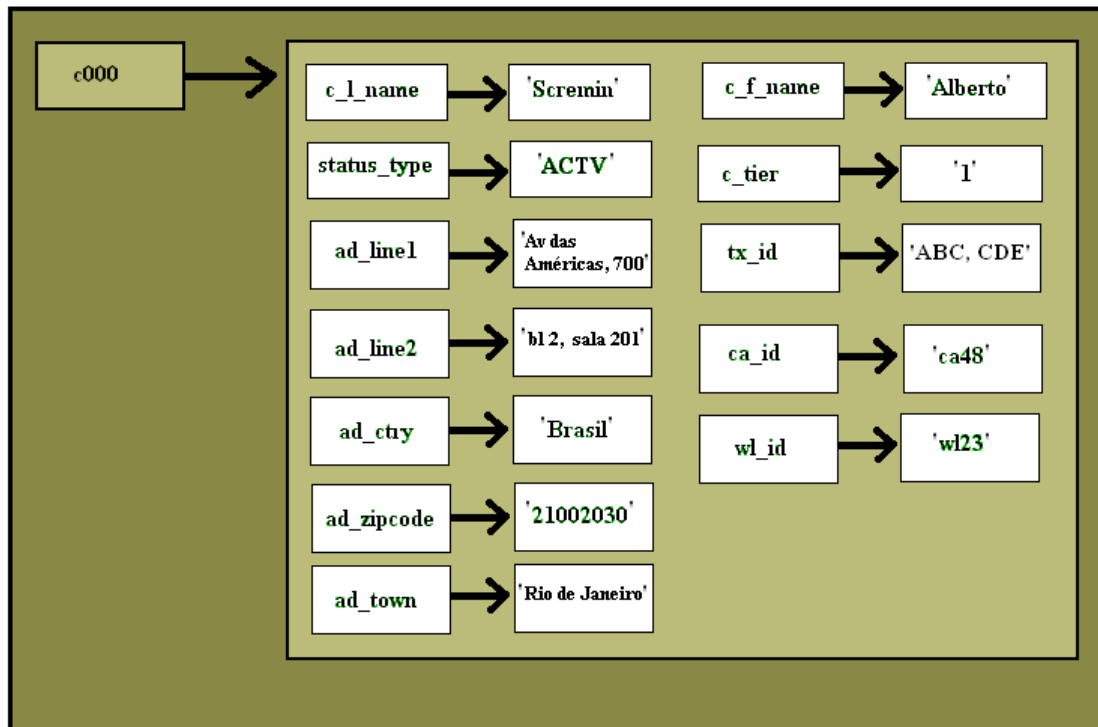 c000
c_l_name
'Scremin'
status_type
'ACTV'
ad_line1
'Av das
Américas, 700'
ad_line2
'bl 2, sala 201'
ad_ctry
'Brasil'
ad_zipcode
'21002030'
ad_town
'Rio de Janeiro'
c_f_name
'Alberto'
c_tier
'1'
tx_id
'ABC, CDE'
ca_id
'ca48'
wl_id
'wl23'